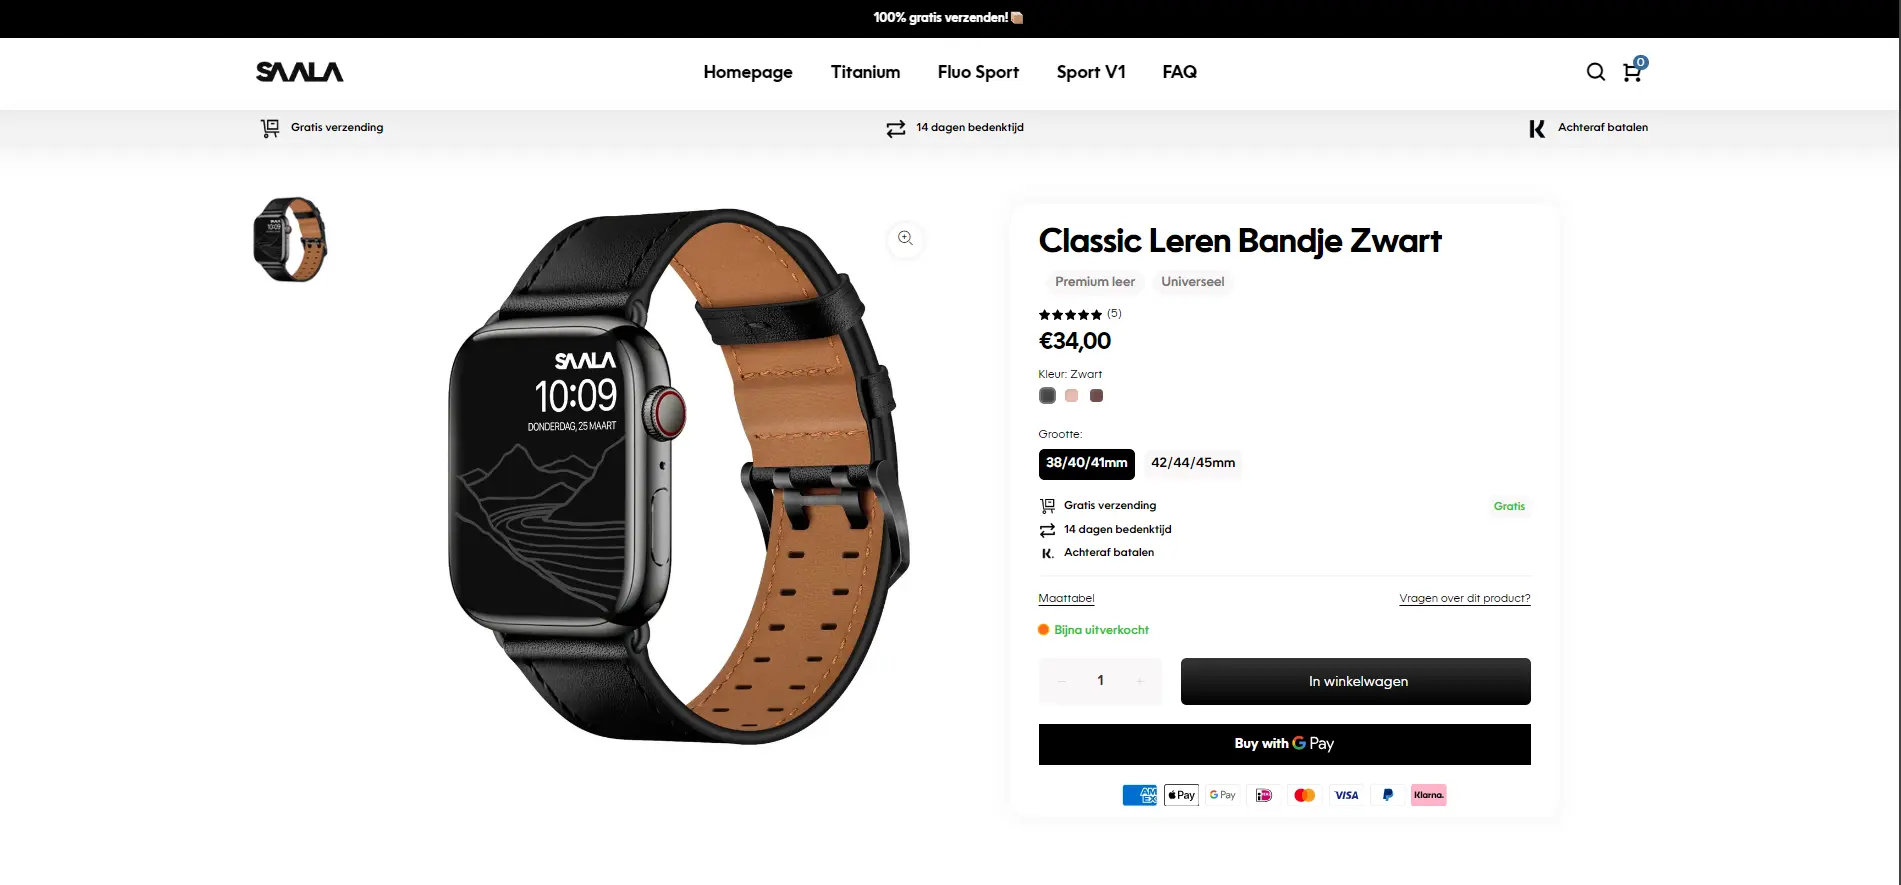 100% gratis verzenden!
SAALA
Homepage Titanium Fluo Sport Sport V1 FAQ
0
Gratis verzending
14 dagen bedenktijd
Achteraf batalen
SAALA
10:09
DONDERDAG, 25 MAART
Classic Leren Bandje Zwart
Premium leer Universeel
(5)
€34,00
Kleur: Zwart
Grootte:
38/40/41mm 42/44/45mm
Gratis verzending Gratis
14 dagen bedenktijd
K. Achteraf batalen
Maattabel Vragen over dit product?
Bijna uitverkocht
− 1 + In winkelwagen
Buy with G Pay
AMEX Pay G Pay iDEAL VISA Klarna.